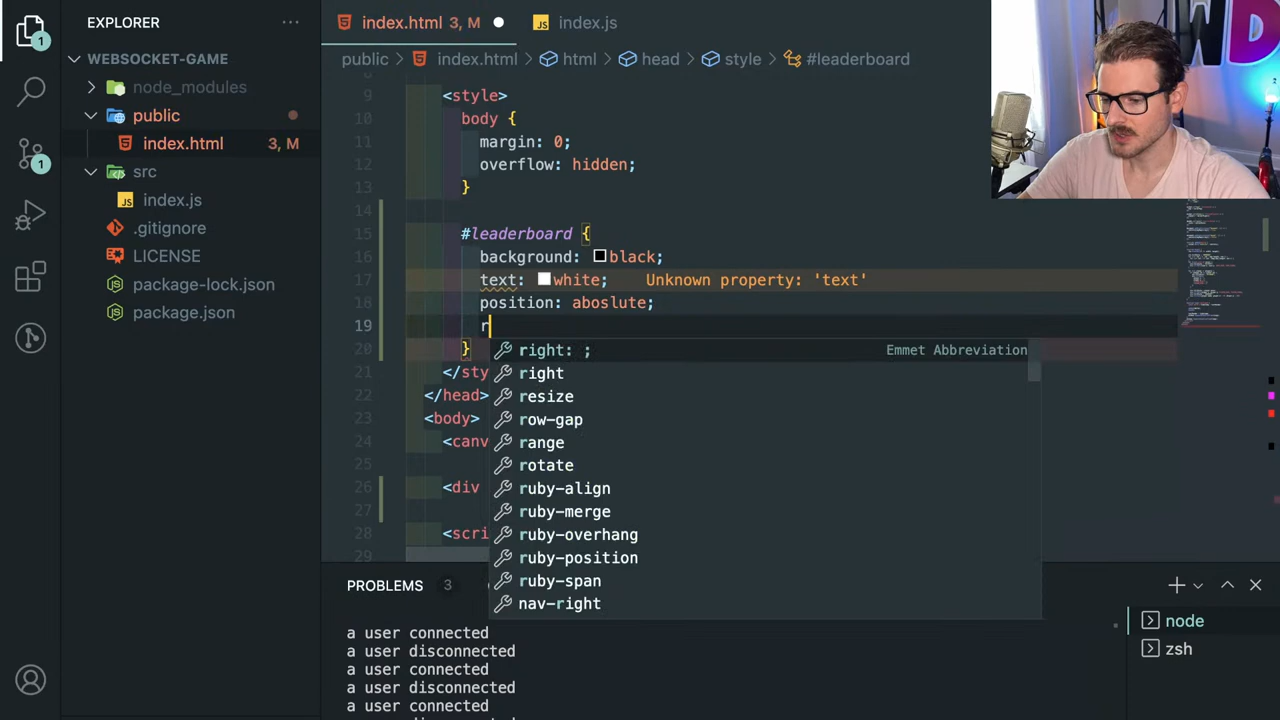 EXPLORER
WEBSOCKET-GAME
node_modules
public
index.html 3, M
src
index.js
.gitignore
LICENSE
package-lock.json
package.json
1
1
index.html 3, M
index.js
public > index.html > html > head > style > #leaderboard
9 <style>
10 body {
11 margin: 0;
12 overflow: hidden;
13 }
14
15 #leaderboard {
16 background: black;
17 text: white; Unknown property: 'text'
18 position: aboslute;
19 r
20 }
21 </sty
22 </head>
23 <body>
24 <canv
26 <div
27
28 <scri
29
right: ; Emmet Abbreviation
right
resize
row-gap
range
rotate
ruby-align
ruby-merge
ruby-overhang
ruby-position
ruby-span
nav-right
PROBLEMS 3
a user connected
a user disconnected
a user connected
a user disconnected
a user connected
node
zsh